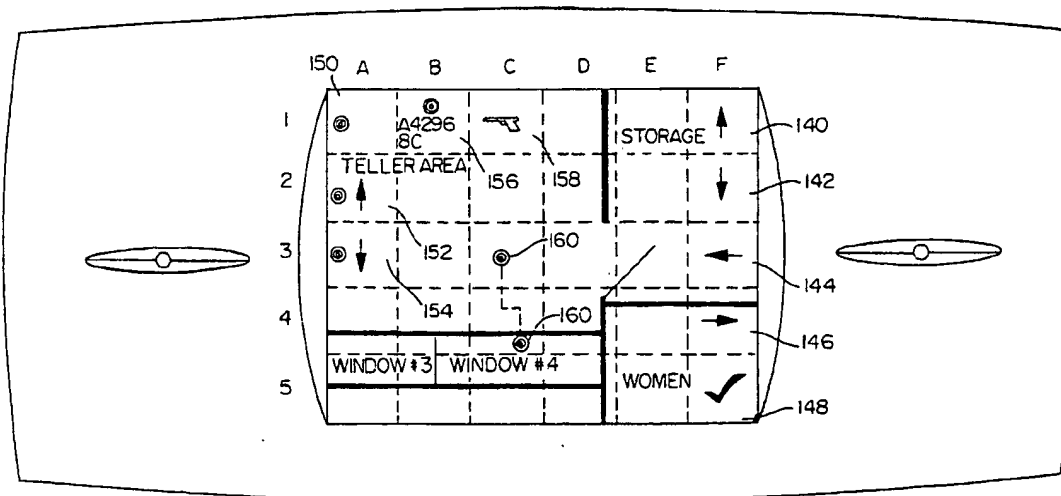 150 A B C D E F
1 A4296 STORAGE 140
18C
2 TELLER AREA 156 158 142
3 152 160 144
154
4 160 146
WINDOW #3 WINDOW #4
5 WOMEN 148